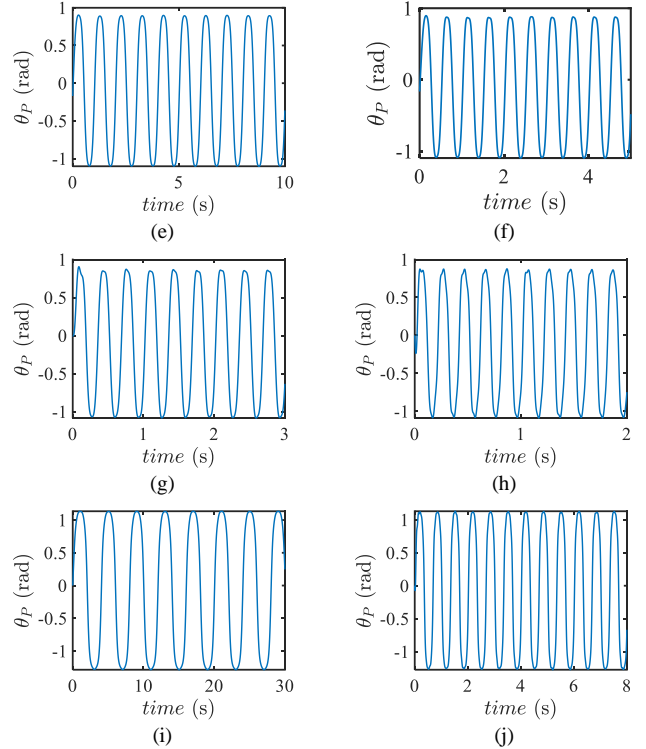 1
0.5
0
-0.5
-1
θ_P (rad)
0 5 10
time (s)
(e)
1
0
-1
θ_P (rad)
0 2 4
time (s)
(f)
1
0.5
0
-0.5
-1
θ_P (rad)
0 1 2 3
time (s)
(g)
1
0.5
0
-0.5
-1
θ_P (rad)
0 1 2
time (s)
(h)
1
0.5
0
-0.5
-1
θ_P (rad)
0 10 20 30
time (s)
(i)
1
0.5
0
-0.5
-1
θ_P (rad)
0 2 4 6 8
time (s)
(j)